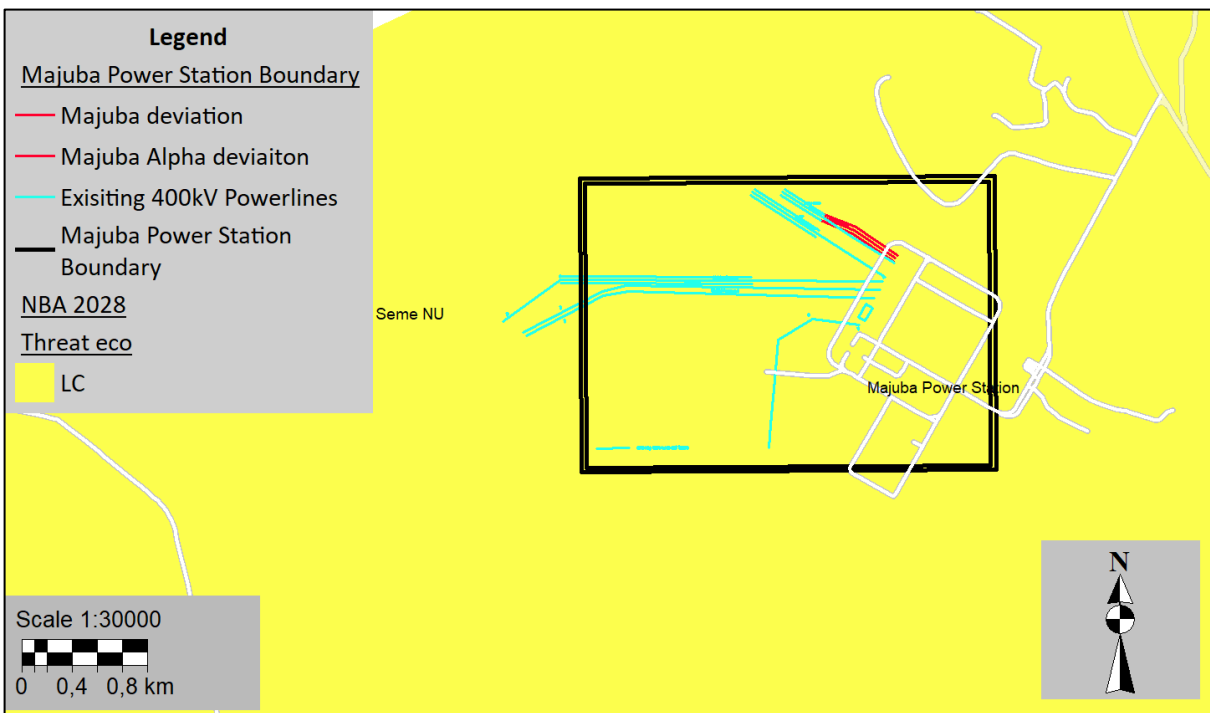 Legend
Majuba Power Station Boundary
Majuba deviation
Majuba Alpha deviaiton
Exisiting 400kV Powerlines
Majuba Power Station
Boundary
NBA 2028
Threat eco
LC
Seme NU
Majuba Power Station
Scale 1:30000
0 0,4 0,8 km
N